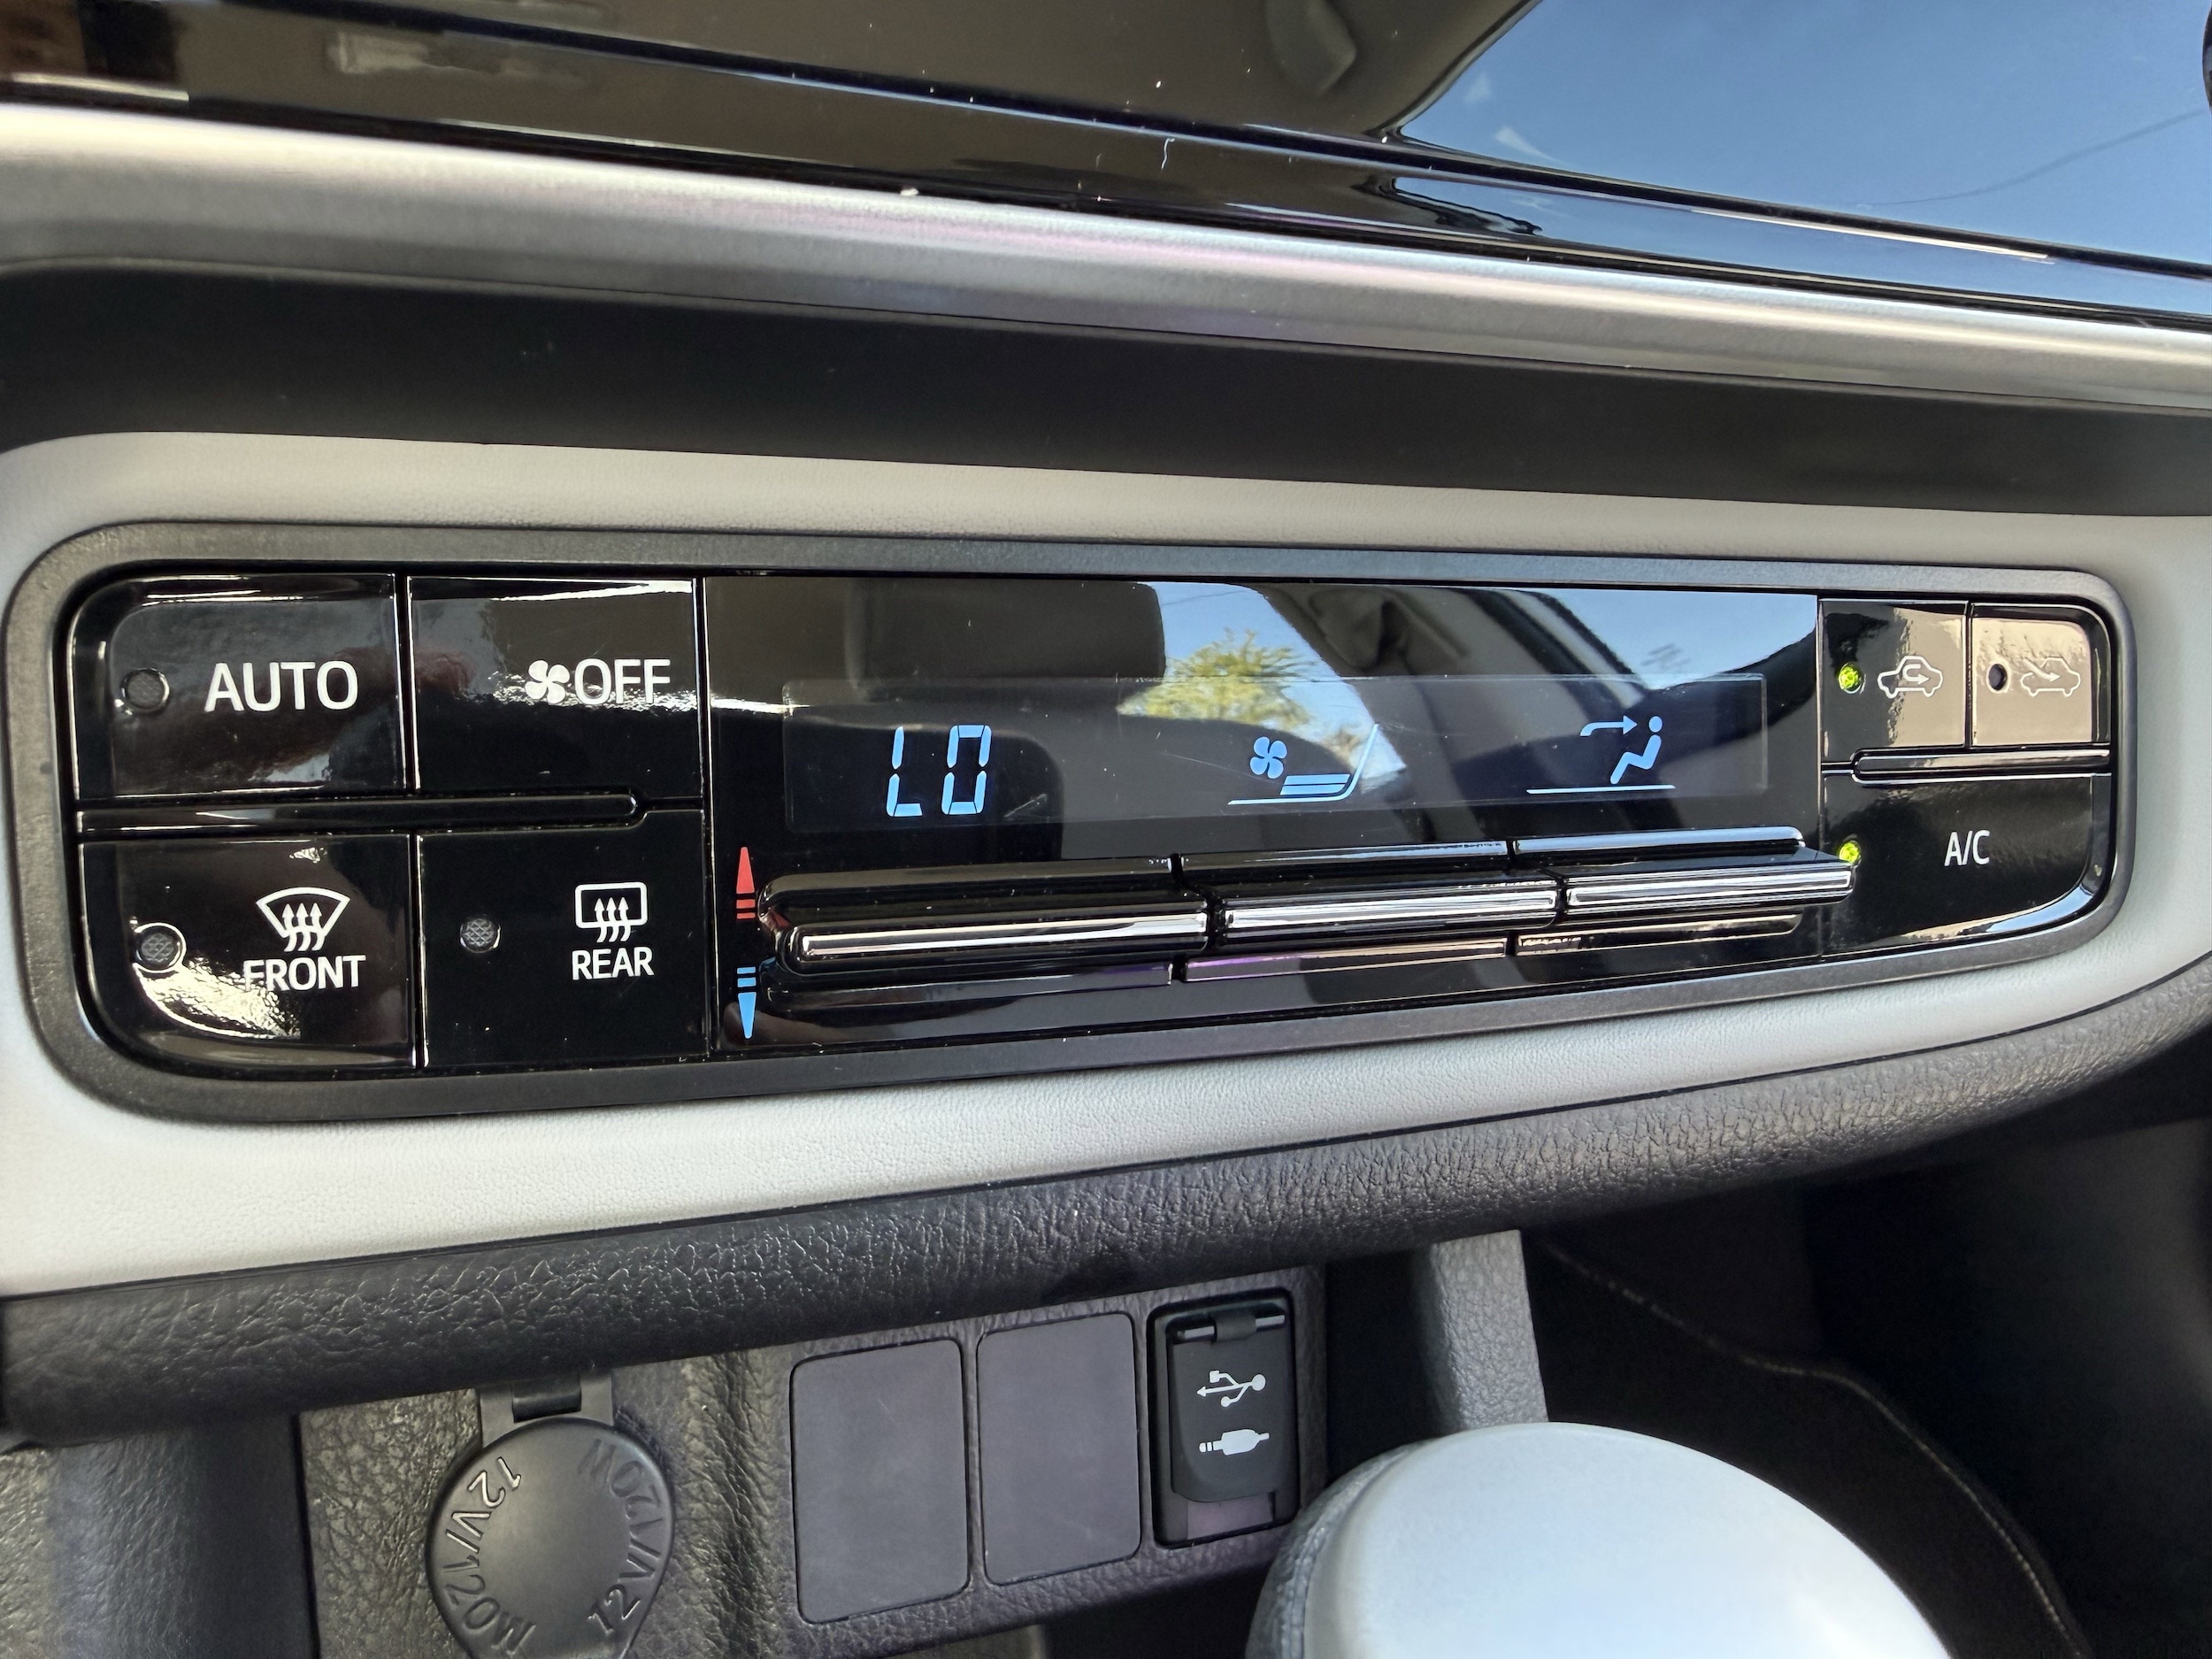 AUTO
OFF
LO
FRONT
REAR
A/C
12V/120W
12V/120W